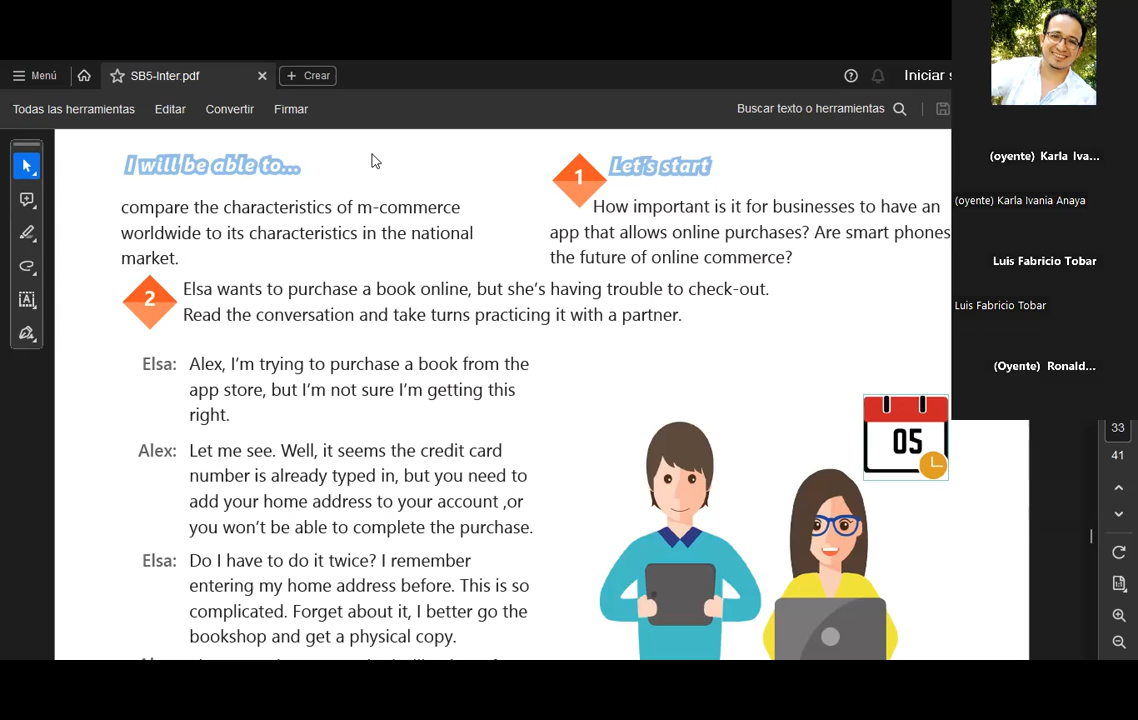 Menú
SB5-Inter.pdf
Crear
Iniciar s
Todas las herramientas
Editar
Convertir
Firmar
Buscar texto o herramientas
I will be able to...
compare the characteristics of m-commerce
worldwide to its characteristics in the national
market.
1
Let's start
How important is it for businesses to have an
app that allows online purchases? Are smart phones
the future of online commerce?
2
Elsa wants to purchase a book online, but she's having trouble to check-out.
Read the conversation and take turns practicing it with a partner.
Elsa: Alex, I'm trying to purchase a book from the
app store, but I'm not sure I'm getting this
right.
Alex: Let me see. Well, it seems the credit card
number is already typed in, but you need to
add your home address to your account ,or
you won't be able to complete the purchase.
Elsa: Do I have to do it twice? I remember
entering my home address before. This is so
complicated. Forget about it, I better go the
bookshop and get a physical copy.
05
(oyente) Karla Iva...
(oyente) Karla Ivania Anaya
Luis Fabricio Tobar
Luis Fabricio Tobar
(Oyente) Ronald...
33
41